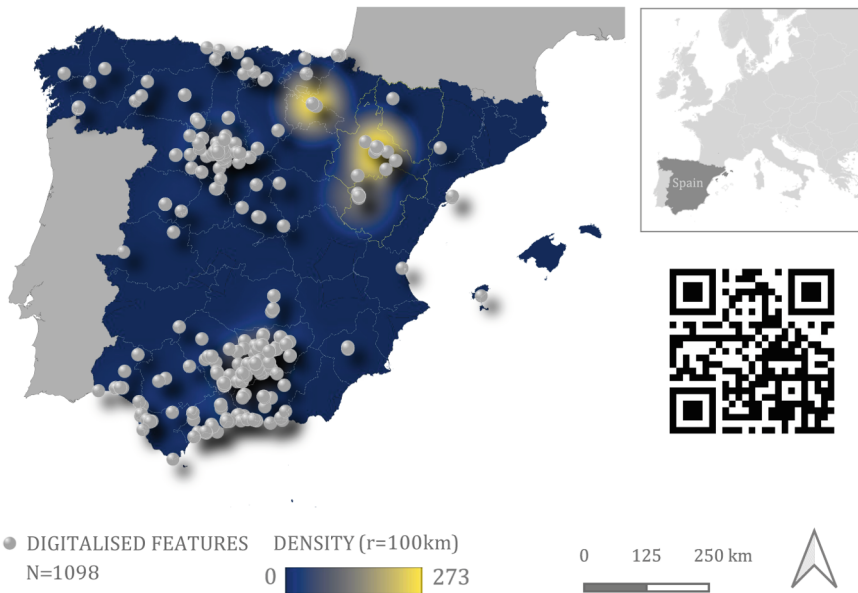 Spain
DIGITALISED FEATURES
N=1098
DENSITY (r=100km)
0
273
0 125 250 km